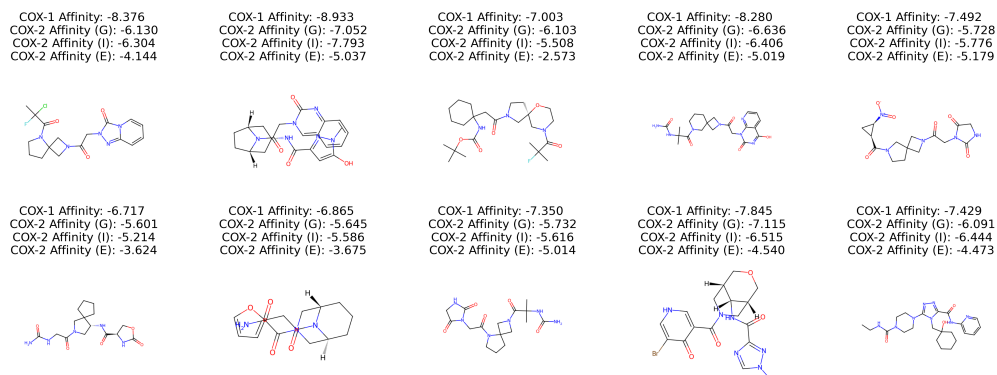 COX-1 Affinity: -8.376
COX-2 Affinity (G): -6.130
COX-2 Affinity (I): -6.304
COX-2 Affinity (E): -4.144
COX-1 Affinity: -8.933
COX-2 Affinity (G): -7.052
COX-2 Affinity (I): -7.793
COX-2 Affinity (E): -5.037
COX-1 Affinity: -7.003
COX-2 Affinity (G): -6.103
COX-2 Affinity (I): -5.508
COX-2 Affinity (E): -2.573
COX-1 Affinity: -8.280
COX-2 Affinity (G): -6.636
COX-2 Affinity (I): -6.406
COX-2 Affinity (E): -5.019
COX-1 Affinity: -7.492
COX-2 Affinity (G): -5.728
COX-2 Affinity (I): -5.776
COX-2 Affinity (E): -5.179
COX-1 Affinity: -6.717
COX-2 Affinity (G): -5.601
COX-2 Affinity (I): -5.214
COX-2 Affinity (E): -3.624
COX-1 Affinity: -6.865
COX-2 Affinity (G): -5.645
COX-2 Affinity (I): -5.586
COX-2 Affinity (E): -3.675
COX-1 Affinity: -7.350
COX-2 Affinity (G): -5.732
COX-2 Affinity (I): -5.616
COX-2 Affinity (E): -5.014
COX-1 Affinity: -7.845
COX-2 Affinity (G): -7.115
COX-2 Affinity (I): -6.515
COX-2 Affinity (E): -4.540
COX-1 Affinity: -7.429
COX-2 Affinity (G): -6.091
COX-2 Affinity (I): -6.444
COX-2 Affinity (E): -4.473